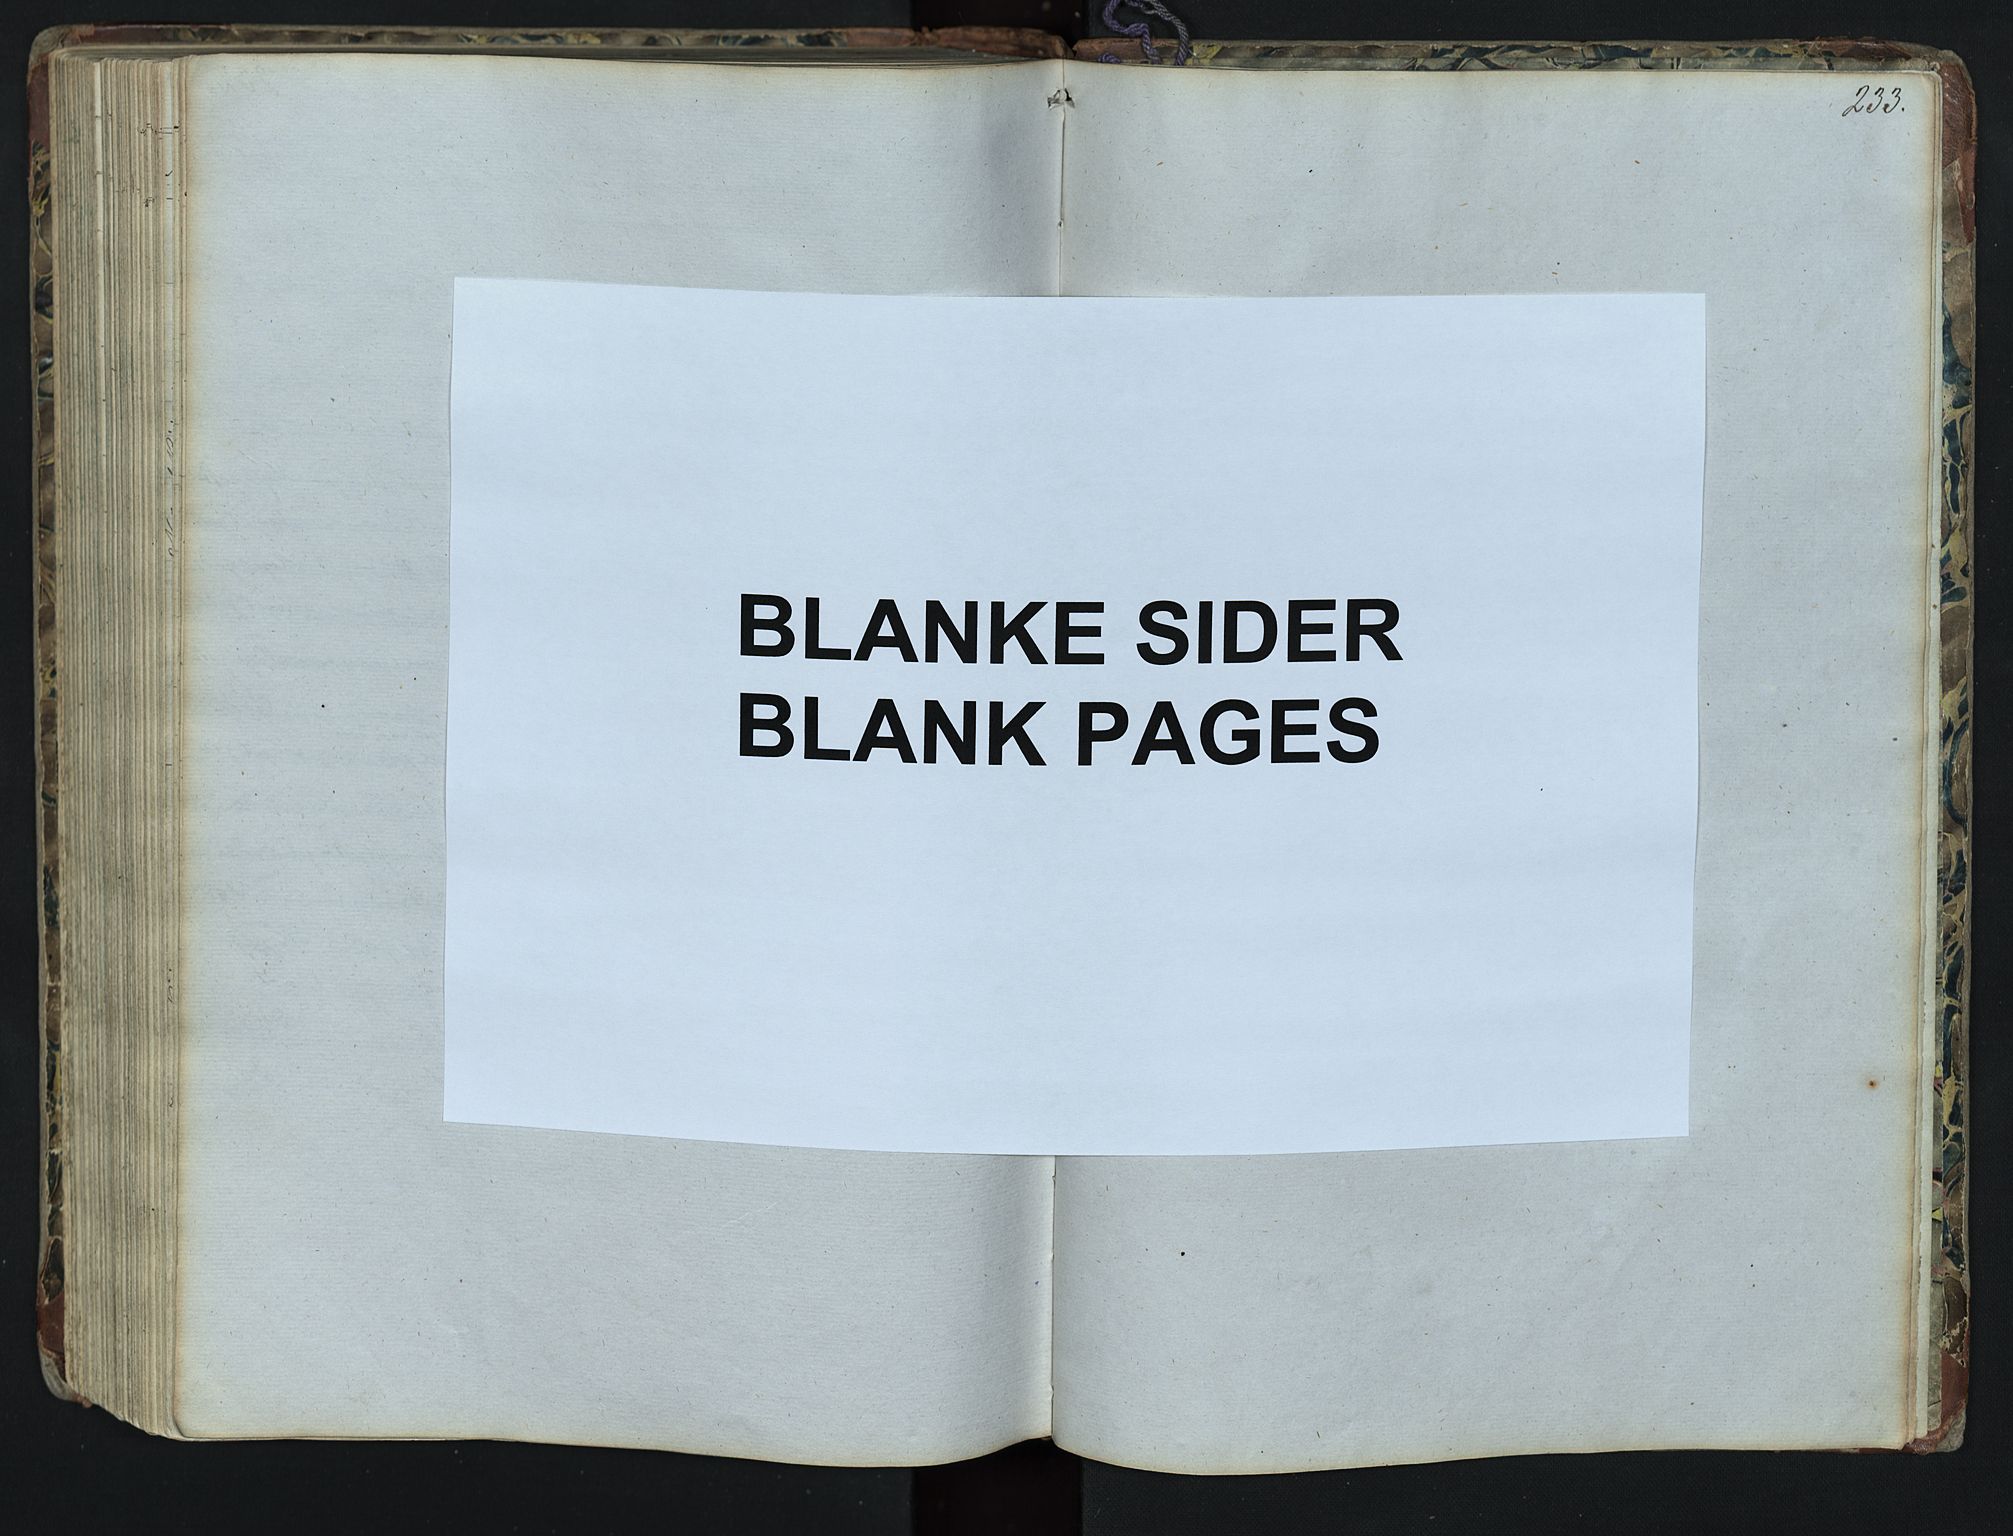 233.
BLANKE SIDER
BLANK PAGES